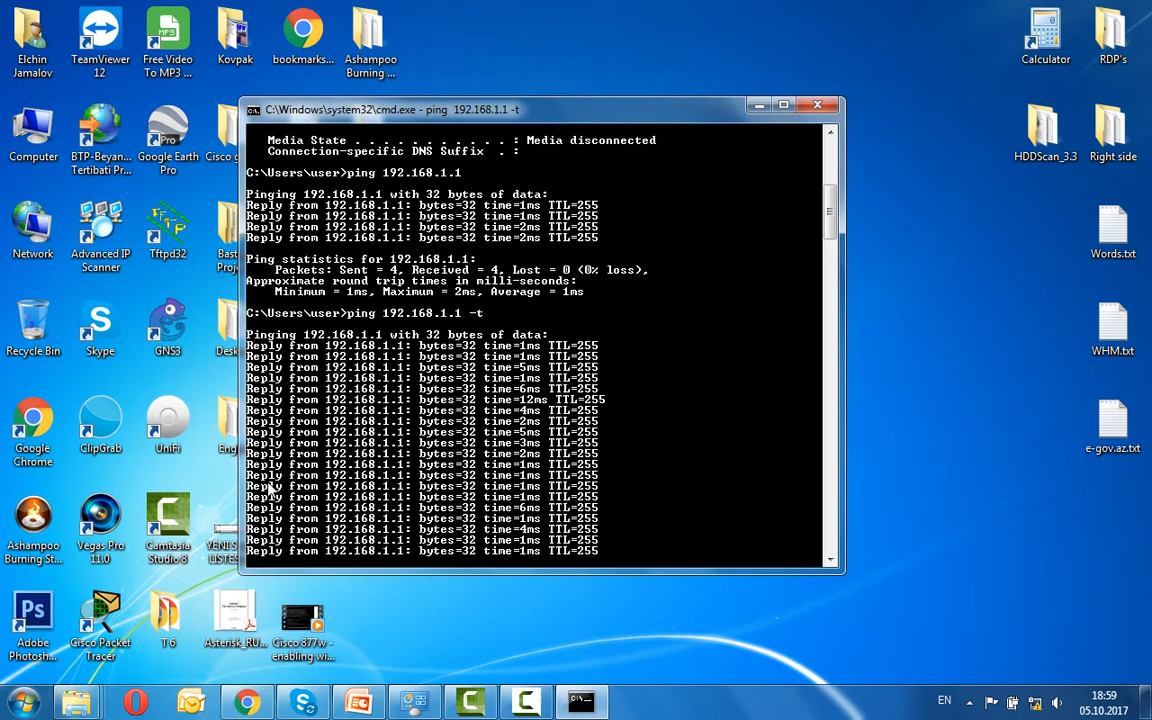 Elchin
Jamalov
TeamViewer
12
Free Video
To MP3 ...
Kovpak
bookmarks...
Ashampoo
Burning ...
Calculator
RDP's
C:\Windows\system32\cmd.exe - ping 192.168.1.1 -t
Media State . . . . . . . . . . . : Media disconnected
Connection-specific DNS Suffix . :
C:\Users\user>ping 192.168.1.1
Pinging 192.168.1.1 with 32 bytes of data:
Reply from 192.168.1.1: bytes=32 time=1ms TTL=255
Reply from 192.168.1.1: bytes=32 time=1ms TTL=255
Reply from 192.168.1.1: bytes=32 time=2ms TTL=255
Reply from 192.168.1.1: bytes=32 time=2ms TTL=255
Ping statistics for 192.168.1.1:
Packets: Sent = 4, Received = 4, Lost = 0 (0% loss),
Approximate round trip times in milli-seconds:
Minimum = 1ms, Maximum = 2ms, Average = 1ms
C:\Users\user>ping 192.168.1.1 -t
Pinging 192.168.1.1 with 32 bytes of data:
Reply from 192.168.1.1: bytes=32 time=1ms TTL=255
Reply from 192.168.1.1: bytes=32 time=1ms TTL=255
Reply from 192.168.1.1: bytes=32 time=5ms TTL=255
Reply from 192.168.1.1: bytes=32 time=1ms TTL=255
Reply from 192.168.1.1: bytes=32 time=6ms TTL=255
Reply from 192.168.1.1: bytes=32 time=12ms TTL=255
Reply from 192.168.1.1: bytes=32 time=4ms TTL=255
Reply from 192.168.1.1: bytes=32 time=2ms TTL=255
Reply from 192.168.1.1: bytes=32 time=5ms TTL=255
Reply from 192.168.1.1: bytes=32 time=3ms TTL=255
Reply from 192.168.1.1: bytes=32 time=2ms TTL=255
Reply from 192.168.1.1: bytes=32 time=1ms TTL=255
Reply from 192.168.1.1: bytes=32 time=1ms TTL=255
Reply from 192.168.1.1: bytes=32 time=1ms TTL=255
Reply from 192.168.1.1: bytes=32 time=1ms TTL=255
Reply from 192.168.1.1: bytes=32 time=6ms TTL=255
Reply from 192.168.1.1: bytes=32 time=1ms TTL=255
Reply from 192.168.1.1: bytes=32 time=4ms TTL=255
Reply from 192.168.1.1: bytes=32 time=1ms TTL=255
Reply from 192.168.1.1: bytes=32 time=1ms TTL=255
Computer
BTP-Beyan...
Tertibati Pr...
Pro
Google Earth
Pro
Cisco g
HDDScan_3.3
Right side
Network
Advanced IP
Scanner
TFTP
Tftpd32
Bast
Proj
Words.txt
Recycle Bin
Skype
GNS3
Desk
WHM.txt
Google
Chrome
ClipGrab
UniFi
Eng
e-gov.az.txt
Ashampoo
Burning St...
Vegas Pro
11.0
Camtasia
Studio 8
YENI S
LISTES
Ps
Adobe
Photosh...
Cisco Packet
Tracer
T 6
Asterisk_RU...
Cisco 877w -
enabling wi...
EN
18:59
05.10.2017